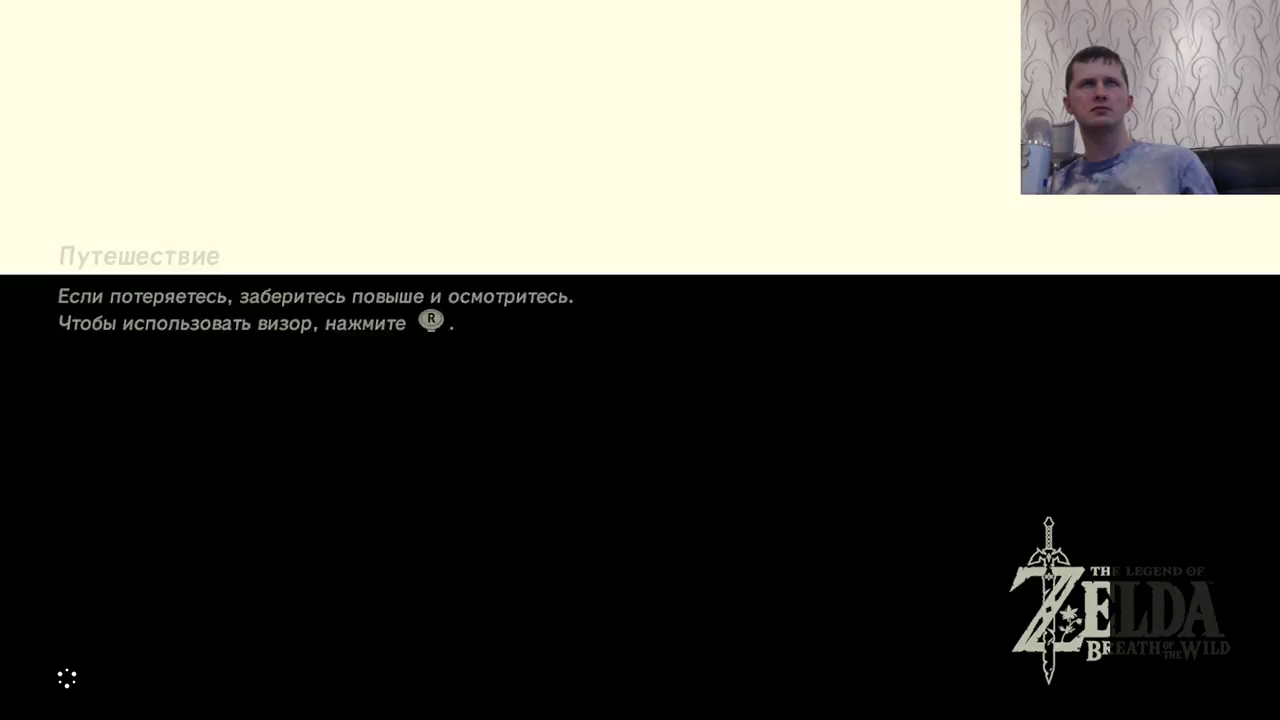 Путешествие
Если потеряетесь, заберитесь повыше и осмотритесь.
Чтобы использовать визор, нажмите R .
THE LEGEND OF
ZELDA
BREATH OF THE WILD